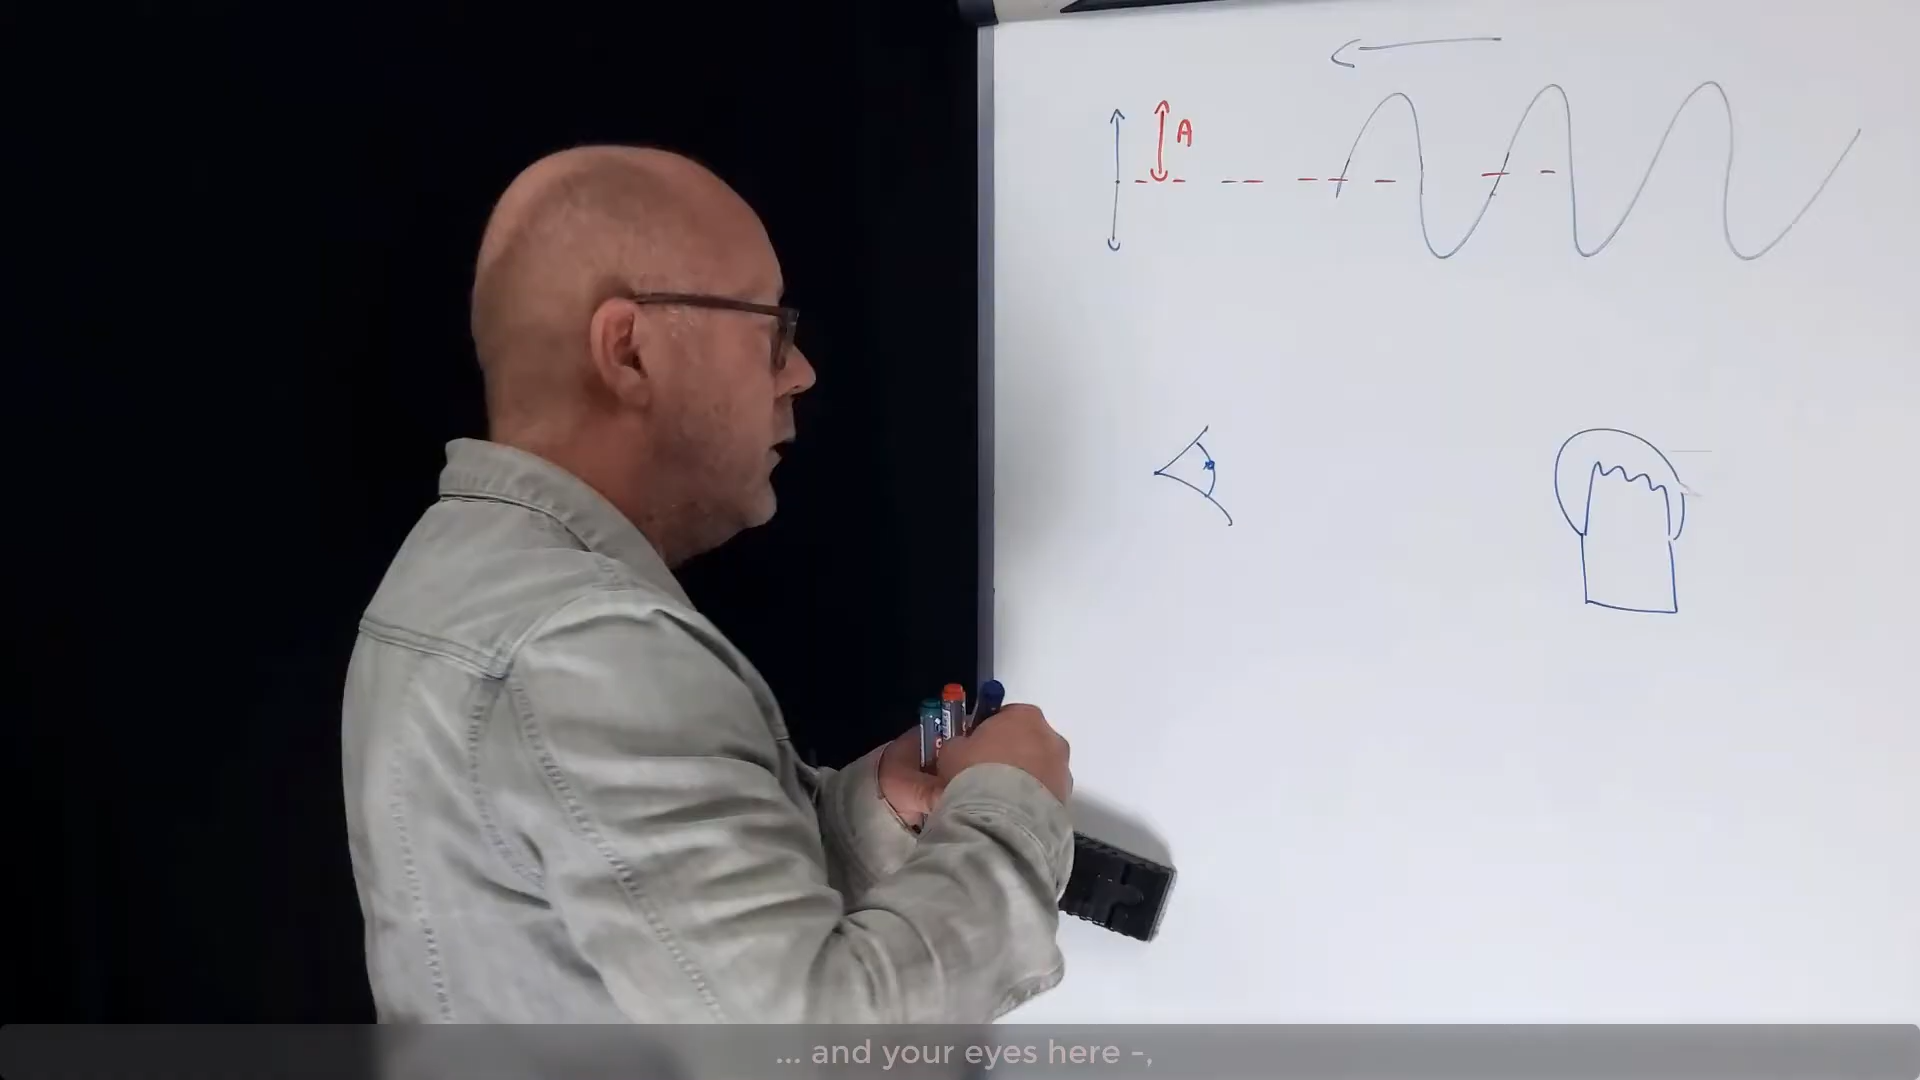 A
... and your eyes here -,